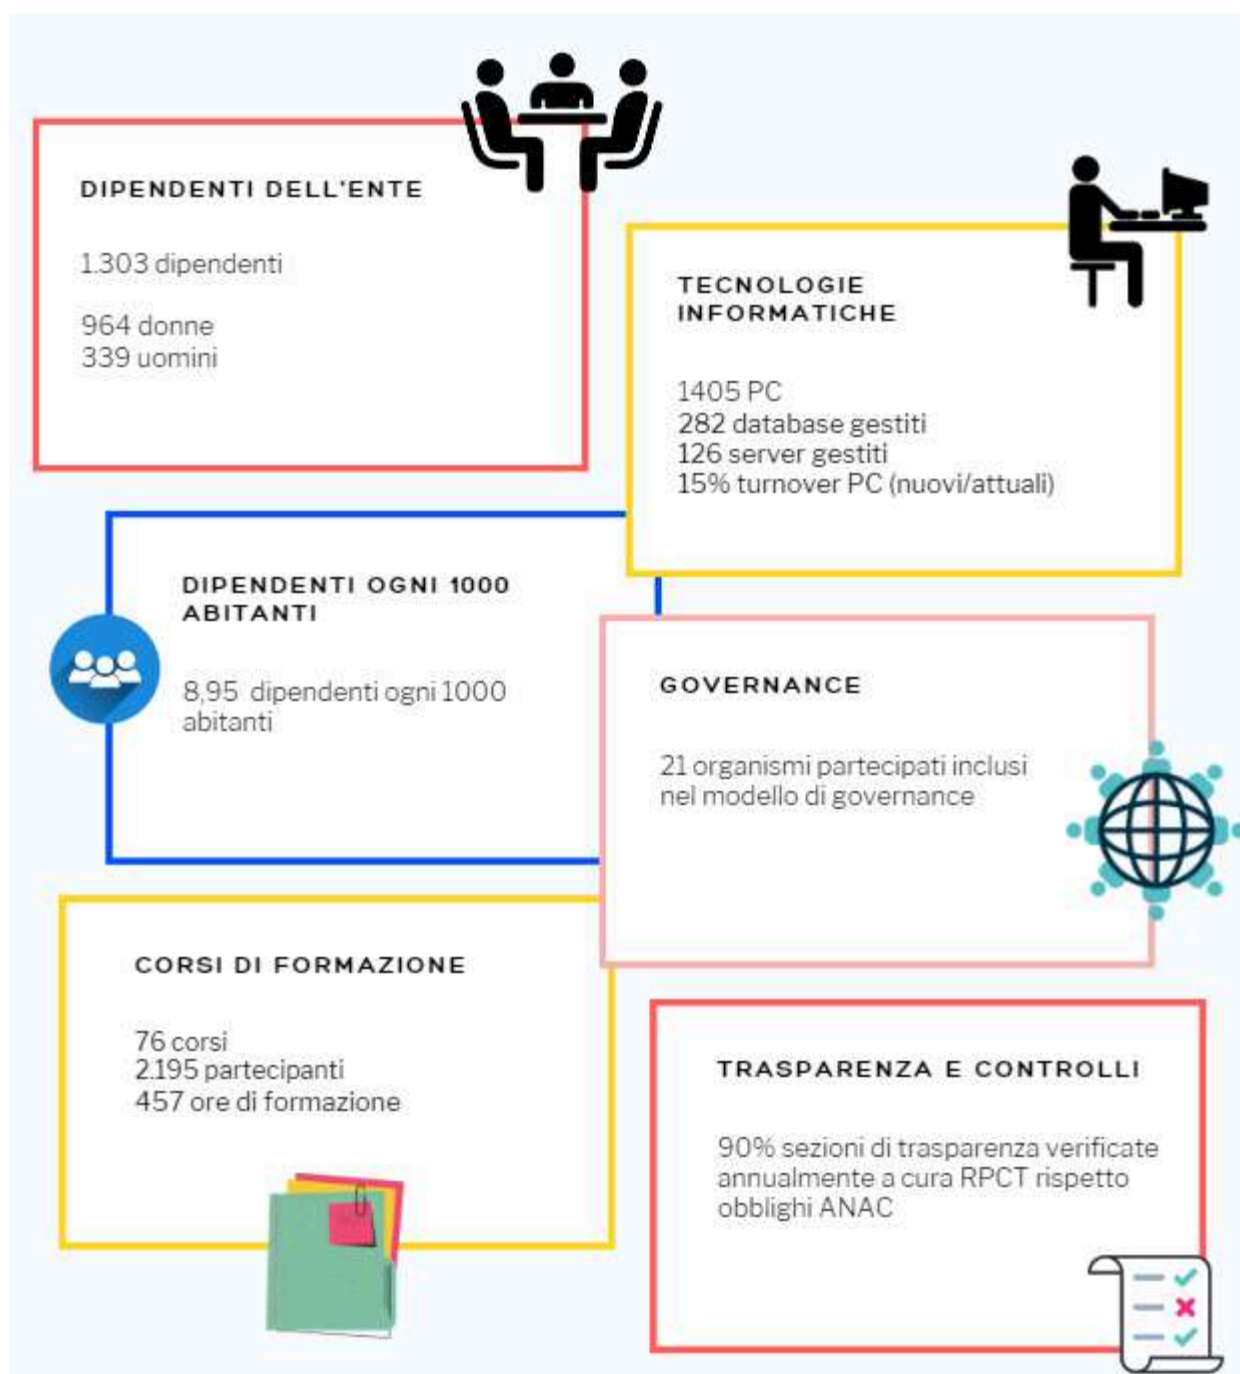 DIPENDENTI DELL'ENTE
1.303 dipendenti
964 donne
339 uomini
TECNOLOGIE
INFORMATICHE
1405 PC
282 database gestiti
126 server gestiti
15% turnover PC (nuovi/attuali)
DIPENDENTI OGNI 1000
ABITANTI
8,95 dipendenti ogni 1000
abitanti
GOVERNANCE
21 organismi partecipati inclusi
nel modello di governance
CORSI DI FORMAZIONE
76 corsi
2.195 partecipanti
457 ore di formazione
TRASPARENZA E CONTROLLI
90% sezioni di trasparenza verificate
annualmente a cura RPCT rispetto
obblighi ANAC